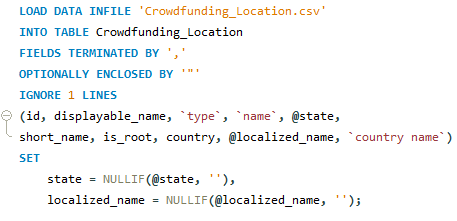 LOAD DATA INFILE 'Crowdfunding_Location.csv'
INTO TABLE Crowdfunding_Location
FIELDS TERMINATED BY ','
OPTIONALLY ENCLOSED BY '"'
IGNORE 1 LINES
(id, displayable_name, `type`, `name`, @state,
short_name, is_root, country, @localized_name, `country name`)
SET
state = NULLIF(@state, ''),
localized_name = NULLIF(@localized_name, '');